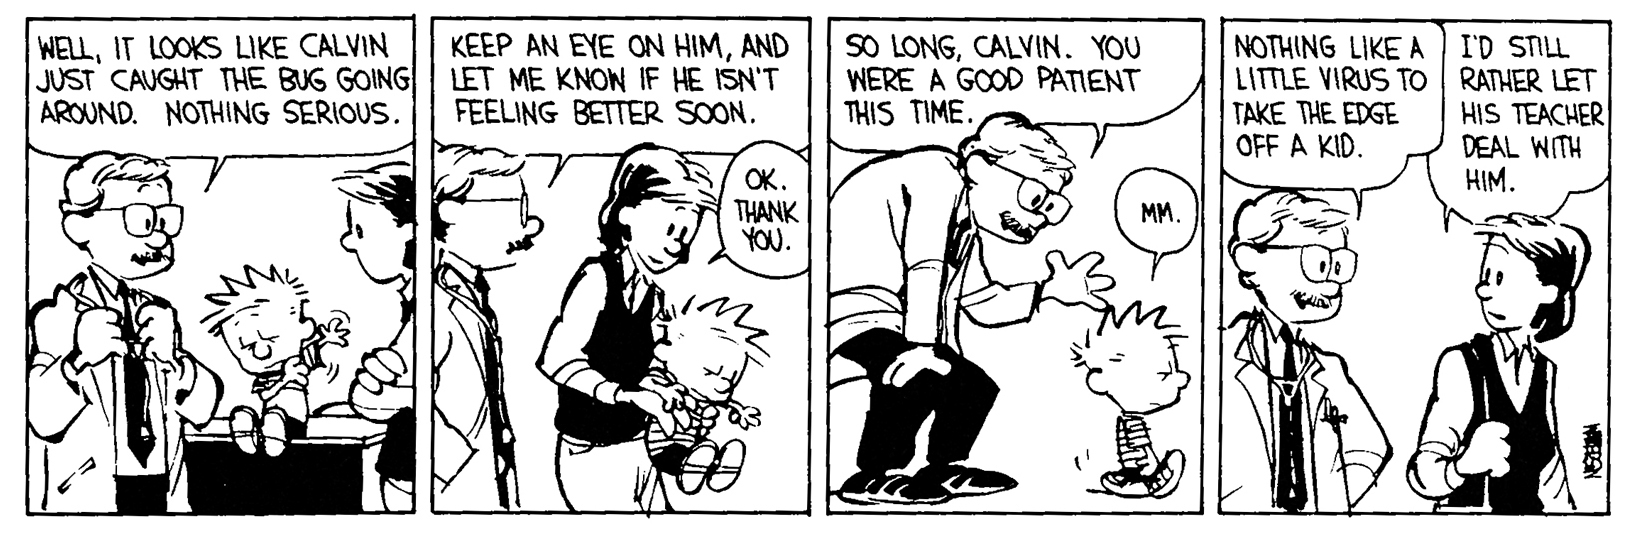 WELL, IT LOOKS LIKE CALVIN
JUST CAUGHT THE BUG GOING
AROUND. NOTHING SERIOUS.
KEEP AN EYE ON HIM, AND
LET ME KNOW IF HE ISN'T
FEELING BETTER SOON.
OK.
THANK
YOU.
SO LONG, CALVIN. YOU
WERE A GOOD PATIENT
THIS TIME.
MM.
NOTHING LIKE A
LITTLE VIRUS TO
TAKE THE EDGE
OFF A KID.
I'D STILL
RATHER LET
HIS TEACHER
DEAL WITH
HIM.
WATTERSON